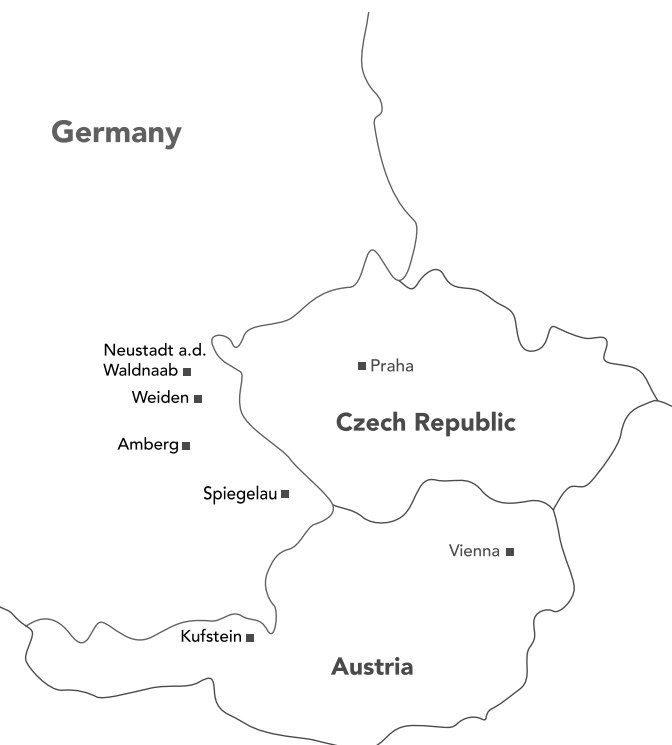 Germany
Neustadt a.d.
Waldnaab
Praha
Weiden
Czech Republic
Amberg
Spiegelau
Vienna
Kufstein
Austria